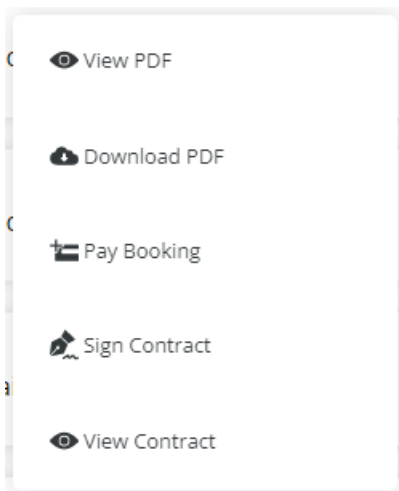 View PDF
Download PDF
Pay Booking
Sign Contract
View Contract